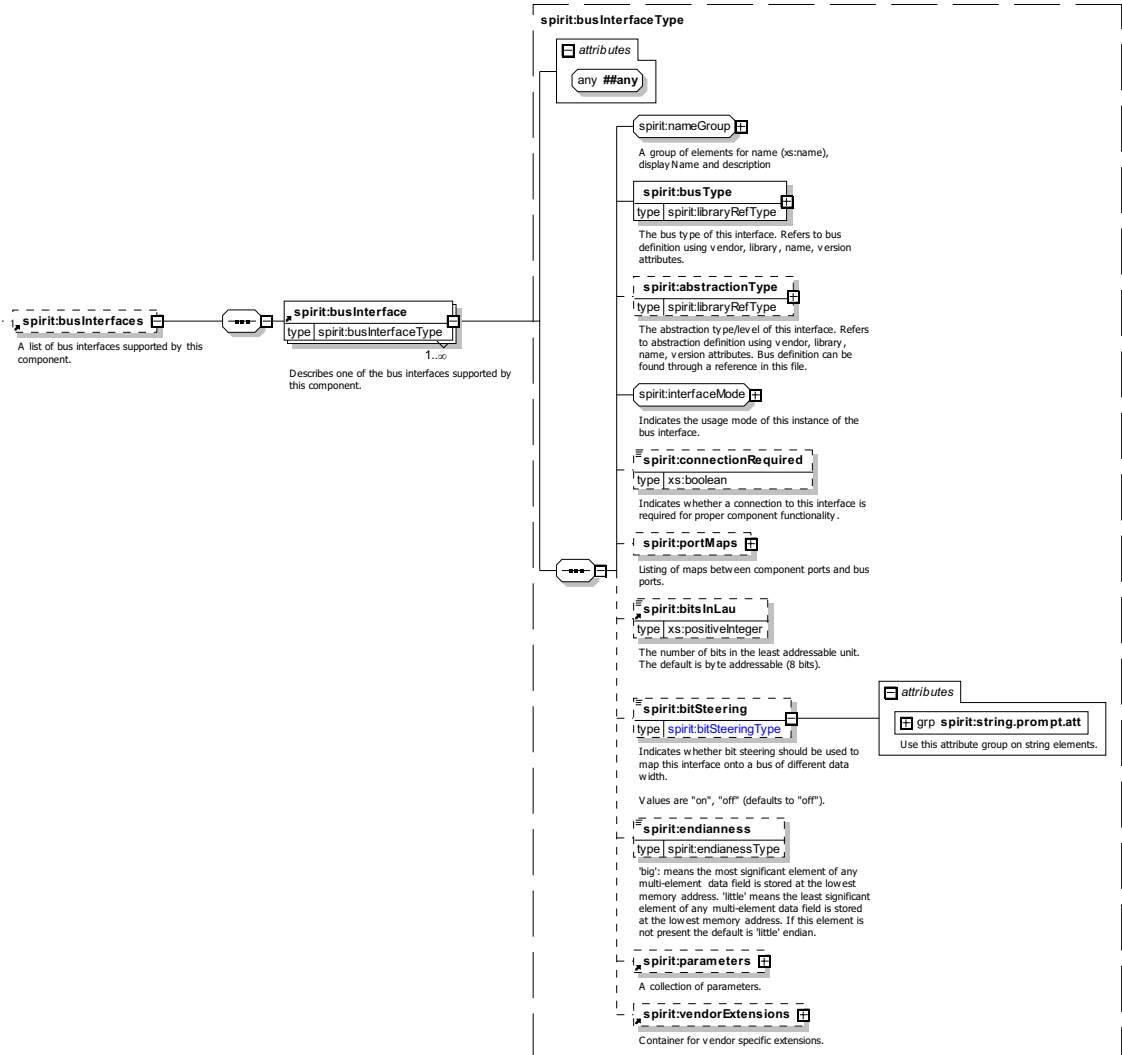 spirit:busInterfaceType
attributes
any ##any
spirit:nameGroup
A group of elements for name (xs:name),
display Name and description
spirit:busType
type spirit:libraryRefType
The bus type of this interface. Refers to bus
definition using vendor, library, name, version
attributes.
spirit:abstractionType
type spirit:libraryRefType
The abstraction type/level of this interface. Refers
to abstraction definition using vendor, library,
name, version attributes. Bus definition can be
found through a reference in this file.
spirit:busInterfaces
A list of bus interfaces supported by this
component.
spirit:busInterface
type spirit:busInterfaceType
1..∞
Describes one of the bus interfaces supported by
this component.
spirit:interfaceMode
Indicates the usage mode of this instance of the
bus interface.
spirit:connectionRequired
type xs:boolean
Indicates whether a connection to this interface is
required for proper component functionality.
spirit:portMaps
Listing of maps between component ports and bus
ports.
spirit:bitsInLau
type xs:positiveInteger
The number of bits in the least addressable unit.
The default is byte addressable (8 bits).
spirit:bitSteering
type spirit:bitSteeringType
Indicates whether bit steering should be used to
map this interface onto a bus of different data
width.
Values are "on", "off" (defaults to "off").
attributes
grp spirit:string.prompt.att
Use this attribute group on string elements.
spirit:endianness
type spirit:endianessType
'big': means the most significant element of any
multi-element data field is stored at the lowest
memory address. 'little' means the least significant
element of any multi-element data field is stored
at the lowest memory address. If this element is
not present the default is 'little' endian.
spirit:parameters
A collection of parameters.
spirit:vendorExtensions
Container for vendor specific extensions.